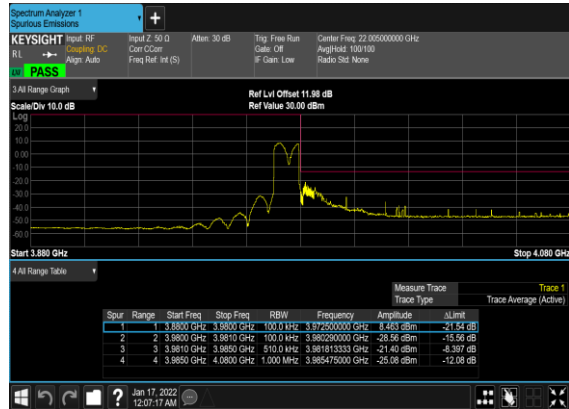 Spectrum Analyzer 1
Spurious Emissions
KEYSIGHT Input: RF Input Z: 50 Ω Atten: 30 dB Trig: Free Run Center Freq: 22.005000000 GHz
RL Coupling: DC Corr CCorr Gate: Off Avg|Hold: 100/100
Align: Auto Freq Ref: Int (S) IF Gain: Low Radio Std: None
PASS
3 All Range Graph
Ref Lvl Offset 11.98 dB
Scale/Div 10.0 dB Ref Value 30.00 dBm
Log
20.0
10.0
0.00
-10.0
-20.0
-30.0
-40.0
-50.0
-60.0
Start 3.880 GHz Stop 4.080 GHz
4 All Range Table
Measure Trace Trace 1
Trace Type Trace Average (Active)
Spur Range Start Freq Stop Freq RBW Frequency Amplitude ΔLimit
1 1 3.8800 GHz 3.9800 GHz 100.0 kHz 3.972500000 GHz 8.463 dBm -21.54 dB
2 2 3.9800 GHz 3.9810 GHz 100.0 kHz 3.980290000 GHz -28.56 dBm -15.56 dB
3 3 3.9810 GHz 3.9850 GHz 510.0 kHz 3.981813333 GHz -21.40 dBm -8.397 dB
4 4 3.9850 GHz 4.0800 GHz 1.000 MHz 3.985475000 GHz -25.08 dBm -12.08 dB
? Jan 17, 2022
12:07:17 AM